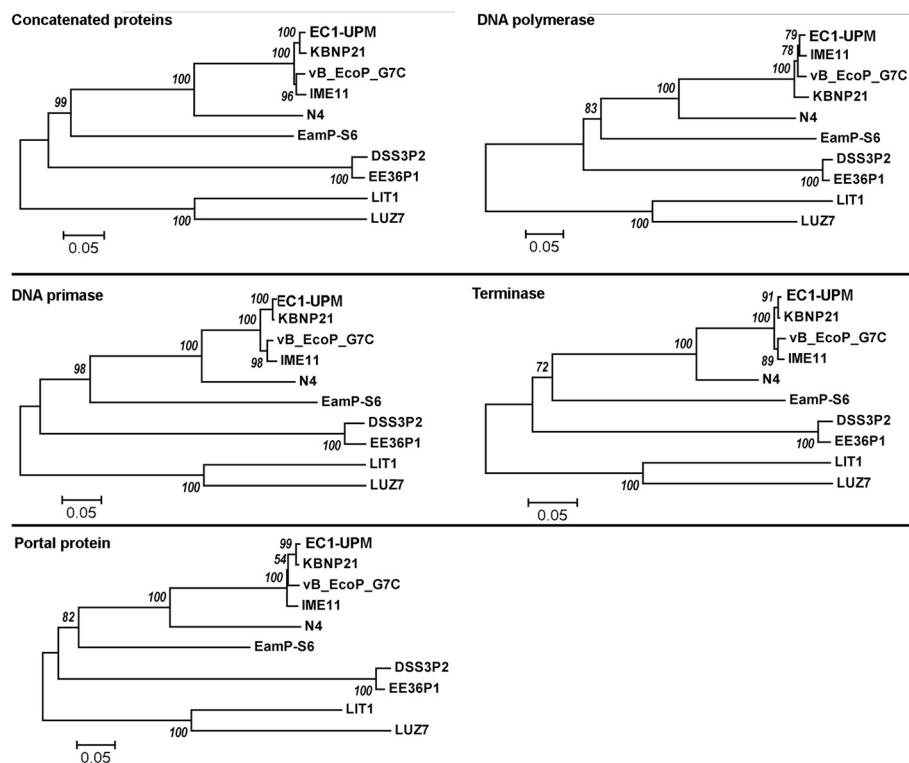 Concatenated proteins
100
EC1-UPM
100
KBNP21
100
vB_EcoP_G7C
96
IME11
99
N4
EamP-S6
DSS3P2
100
EE36P1
LIT1
100
LUZ7
0.05
DNA polymerase
79
EC1-UPM
78
IME11
100
vB_EcoP_G7C
100
KBNP21
83
N4
EamP-S6
DSS3P2
100
EE36P1
LIT1
100
LUZ7
0.05
DNA primase
100
EC1-UPM
100
KBNP21
100
vB_EcoP_G7C
98
IME11
98
N4
EamP-S6
DSS3P2
100
EE36P1
LIT1
100
LUZ7
0.05
Terminase
91
EC1-UPM
100
KBNP21
100
vB_EcoP_G7C
89
IME11
72
N4
EamP-S6
DSS3P2
100
EE36P1
LIT1
100
LUZ7
0.05
Portal protein
99
EC1-UPM
54
KBNP21
100
vB_EcoP_G7C
100
IME11
82
N4
EamP-S6
DSS3P2
100
EE36P1
LIT1
100
LUZ7
0.05